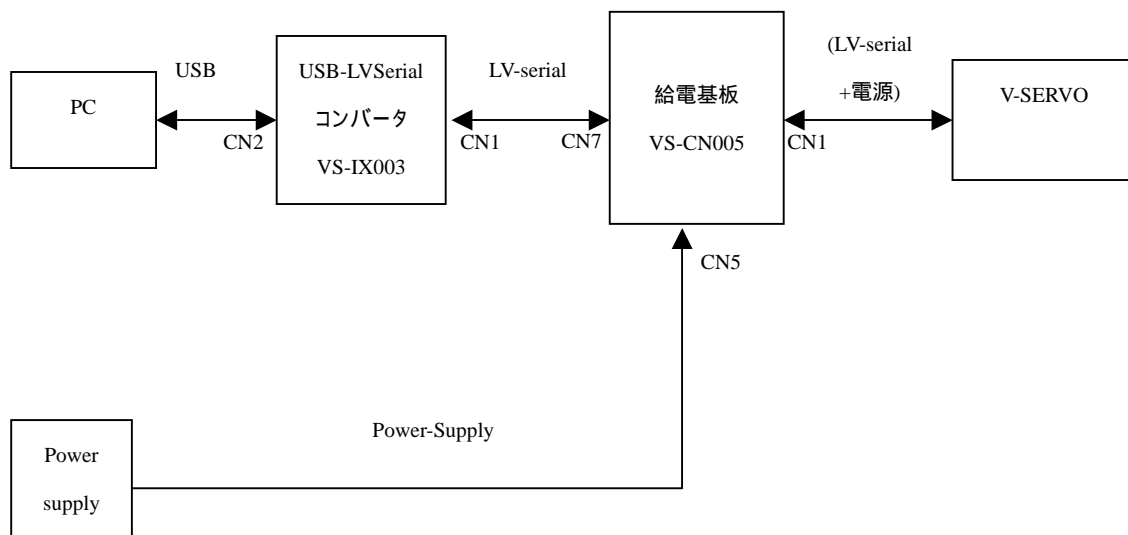 PC
USB
CN2
USB-LVSerial
コンバータ
VS-IX003
LV-serial
CN1
CN7
給電基板
VS-CN005
(LV-serial
+電源)
CN1
V-SERVO
CN5
Power-Supply
Power
supply